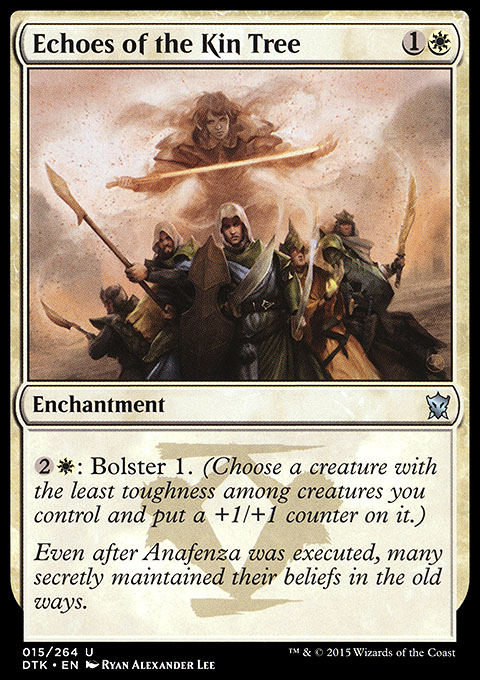 Echoes of the Kin Tree 1
Enchantment
2: Bolster 1. (Choose a creature with
the least toughness among creatures you
control and put a +1/+1 counter on it.)
Even after Anafenza was executed, many
secretly maintained their beliefs in the old
ways.
015/264 U
DTK • EN Ryan Alexander Lee
™ & © 2015 Wizards of the Coast